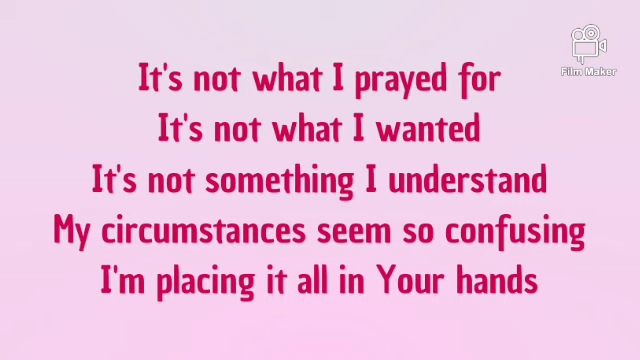 Film Maker
It's not what I prayed for
It's not what I wanted
It's not something I understand
My circumstances seem so confusing
I'm placing it all in Your hands